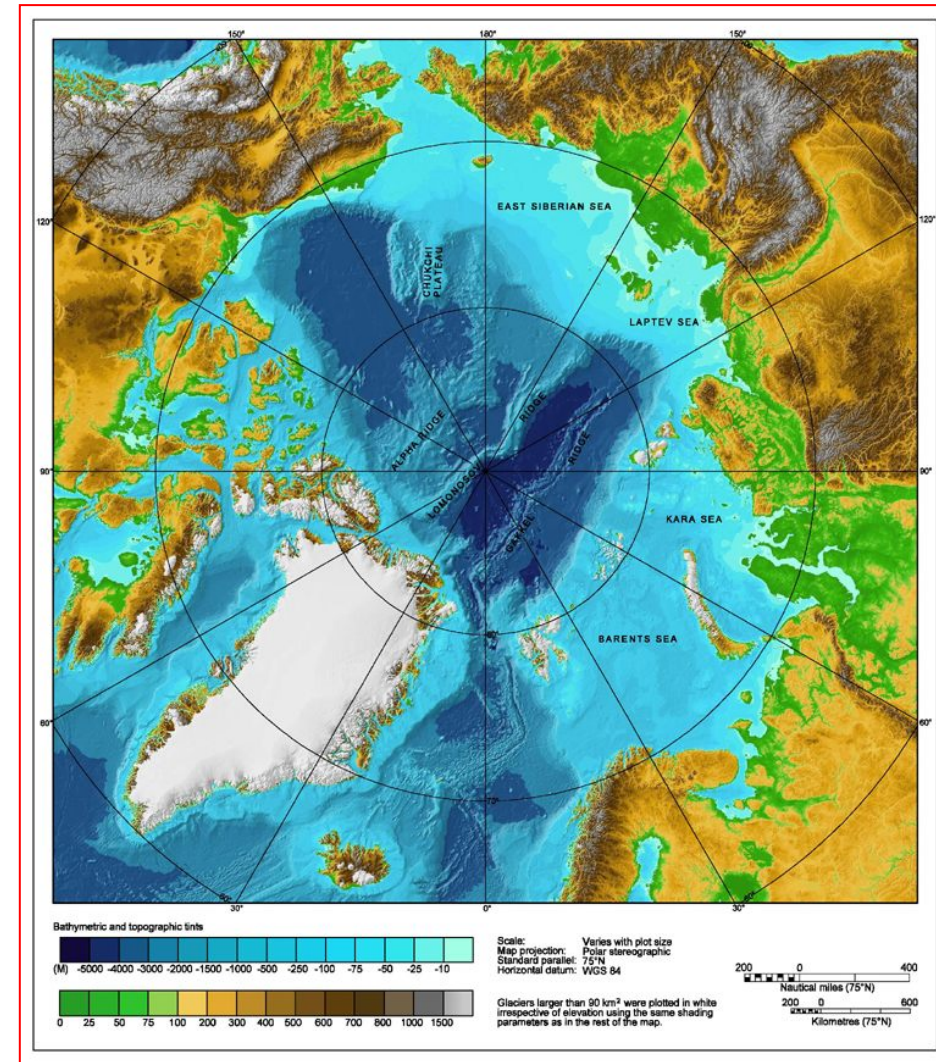 150°
180°
150°
120°
120°
EAST SIBERIAN SEA
CHUKCHI
PLATEAU
LAPTEV SEA
ALPHA RIDGE
RIDGE
RIDGE
LOMONOSOV
90°
90°
GAKKEL
KARA SEA
BARENTS SEA
60°
60°
30°
0°
30°
Bathymetric and topographic tints
(M) -5000 -4000 -3000 -2000 -1500 -1000 -500 -250 -100 -75 -50 -25 -10
0 25 50 75 100 200 300 400 500 600 700 800 1000 1500
Scale: Varies with plot size
Map projection: Polar stereographic
Standard parallel: 75°N
Horizontal datum: WGS 84
Glaciers larger than 90 km² were plotted in white
irrespective of elevation using the same shading
parameters as in the rest of the map.
200 0 400
Nautical miles (75°N)
200 0 600
Kilometres (75°N)